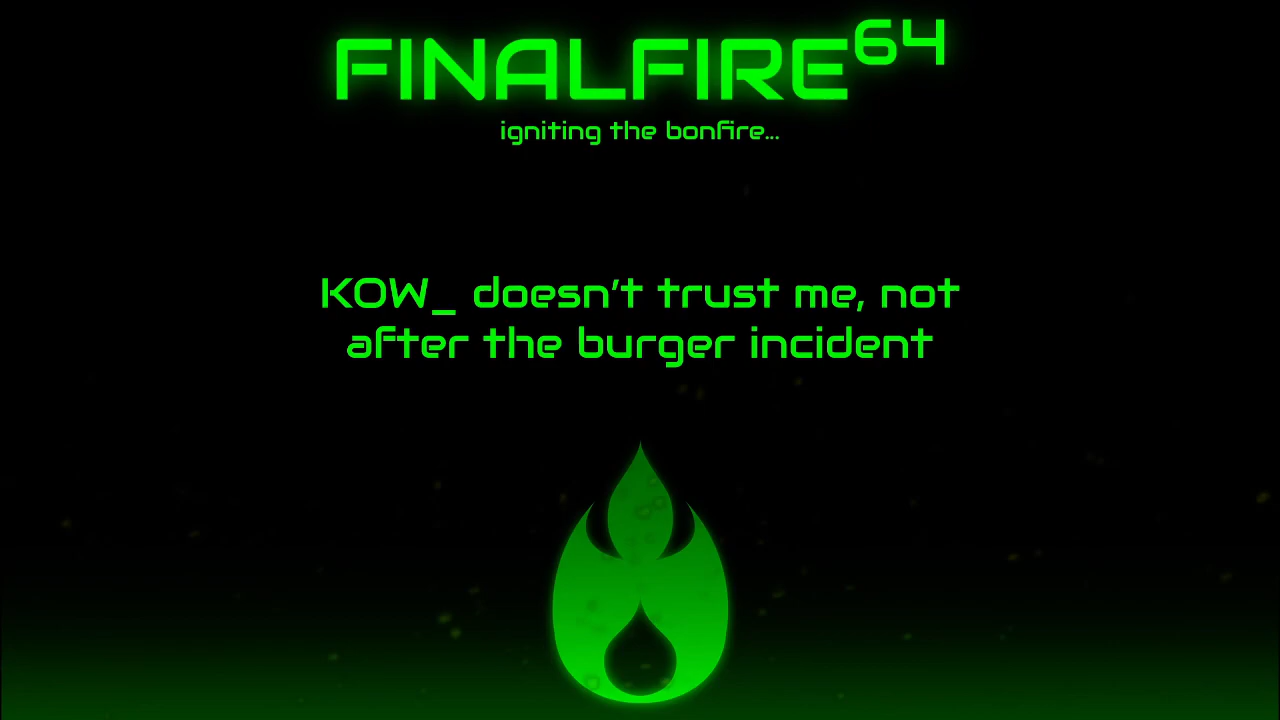 FINALFIRE64
igniting the bonfire...
KOW_ doesn't trust me, not
after the burger incident